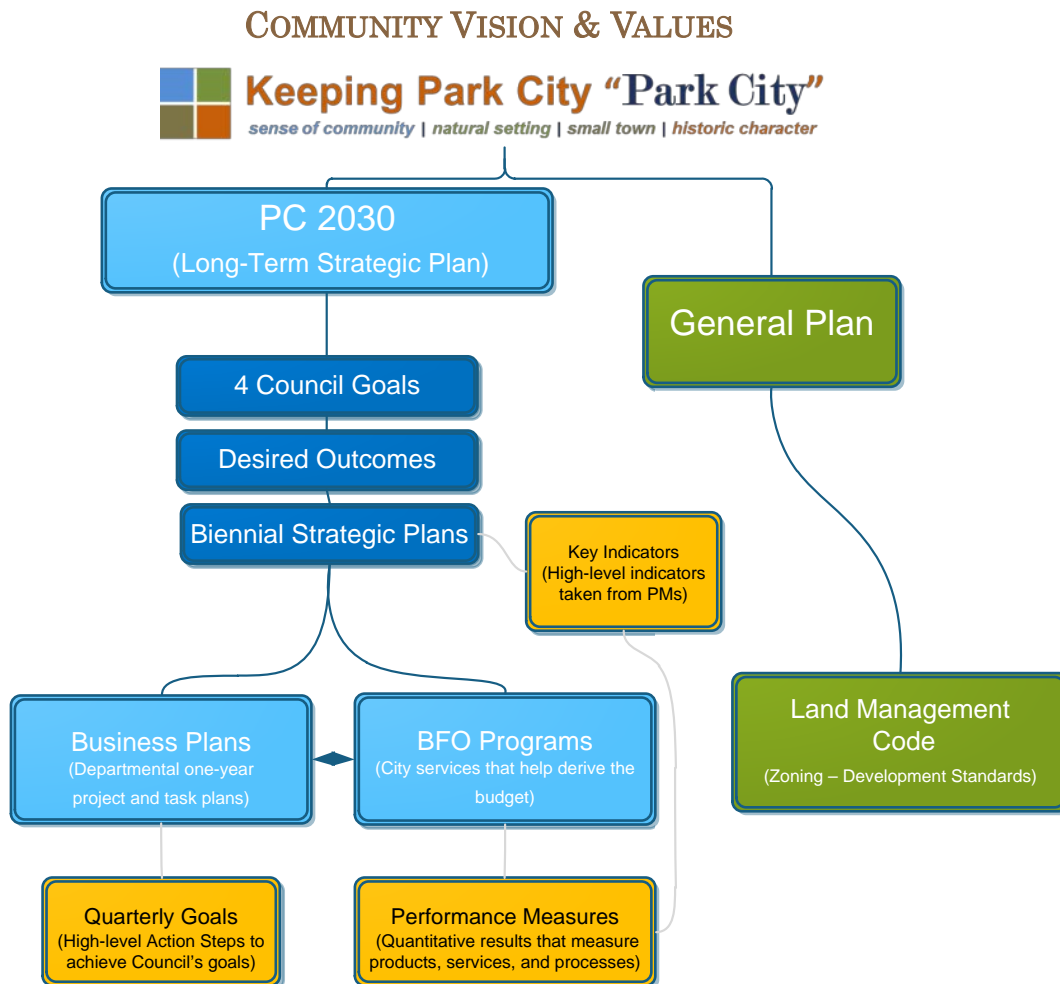 COMMUNITY VISION & VALUES
Keeping Park City “Park City”
sense of community | natural setting | small town | historic character
PC 2030
(Long-Term Strategic Plan)
General Plan
4 Council Goals
Desired Outcomes
Biennial Strategic Plans
Key Indicators
(High-level indicators
taken from PMs)
Business Plans
(Departmental one-year
project and task plans)
BFO Programs
(City services that help derive the
budget)
Land Management
Code
(Zoning – Development Standards)
Quarterly Goals
(High-level Action Steps to
achieve Council’s goals)
Performance Measures
(Quantitative results that measure
products, services, and processes)